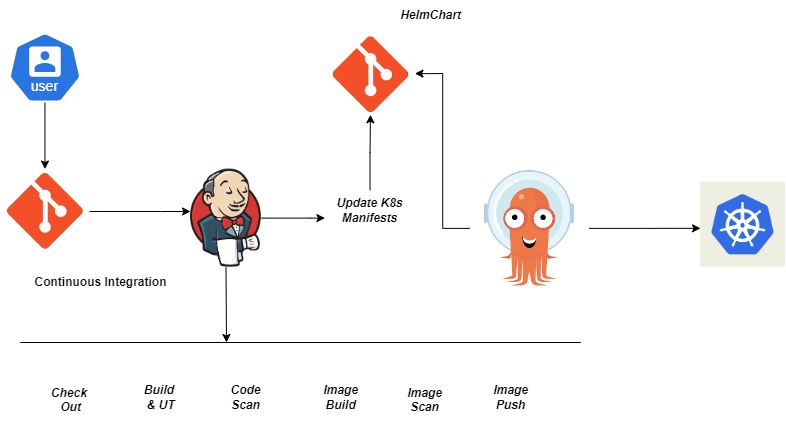 HelmChart
user
Update K8s
Manifests
Continuous Integration
Check
Out
Build
& UT
Code
Scan
Image
Build
Image
Scan
Image
Push